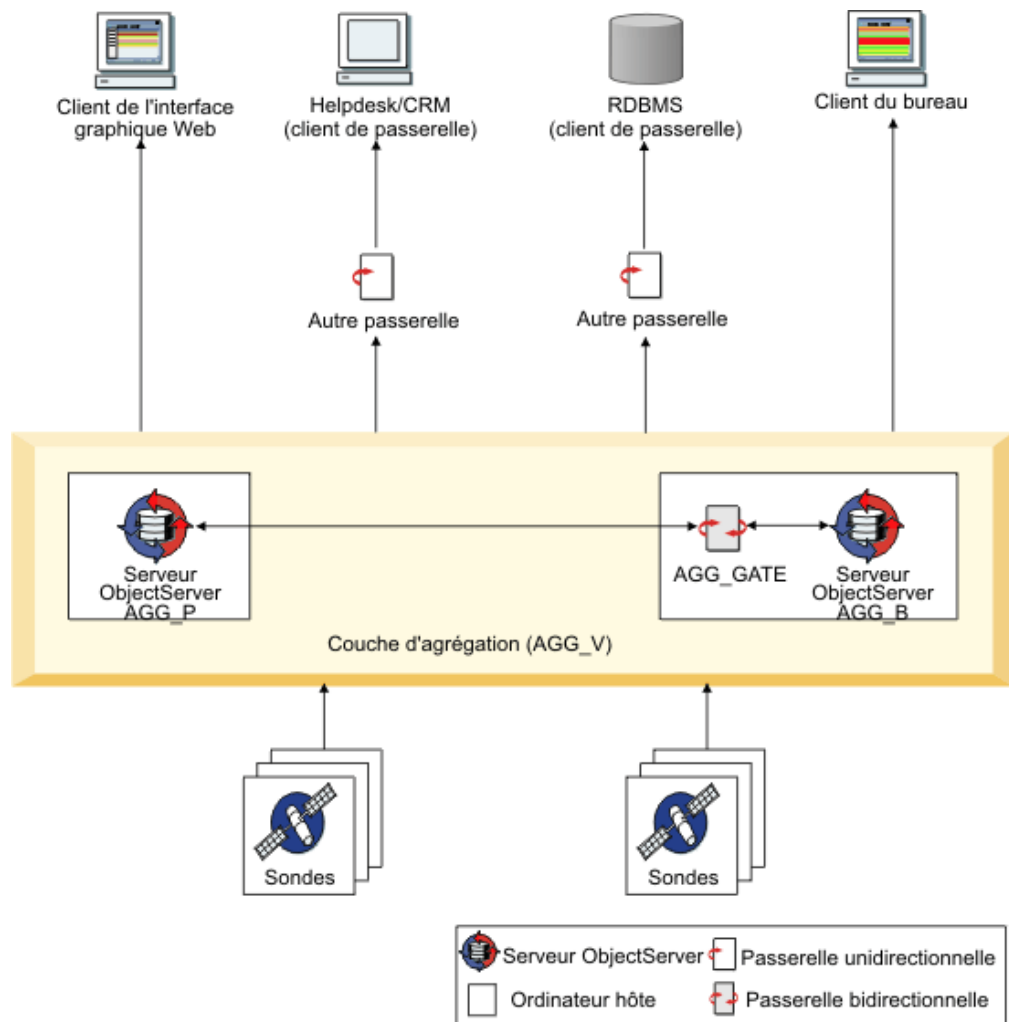 Client de l'interface
graphique Web
Helpdesk/CRM
(client de passerelle)
RDBMS
(client de passerelle)
Client du bureau
Autre passerelle
Autre passerelle
Serveur
ObjectServer
AGG_P
AGG_GATE
Serveur
ObjectServer
AGG_B
Couche d'agrégation (AGG_V)
Sondes
Sondes
Serveur ObjectServer
Passerelle unidirectionnelle
Ordinateur hôte
Passerelle bidirectionnelle